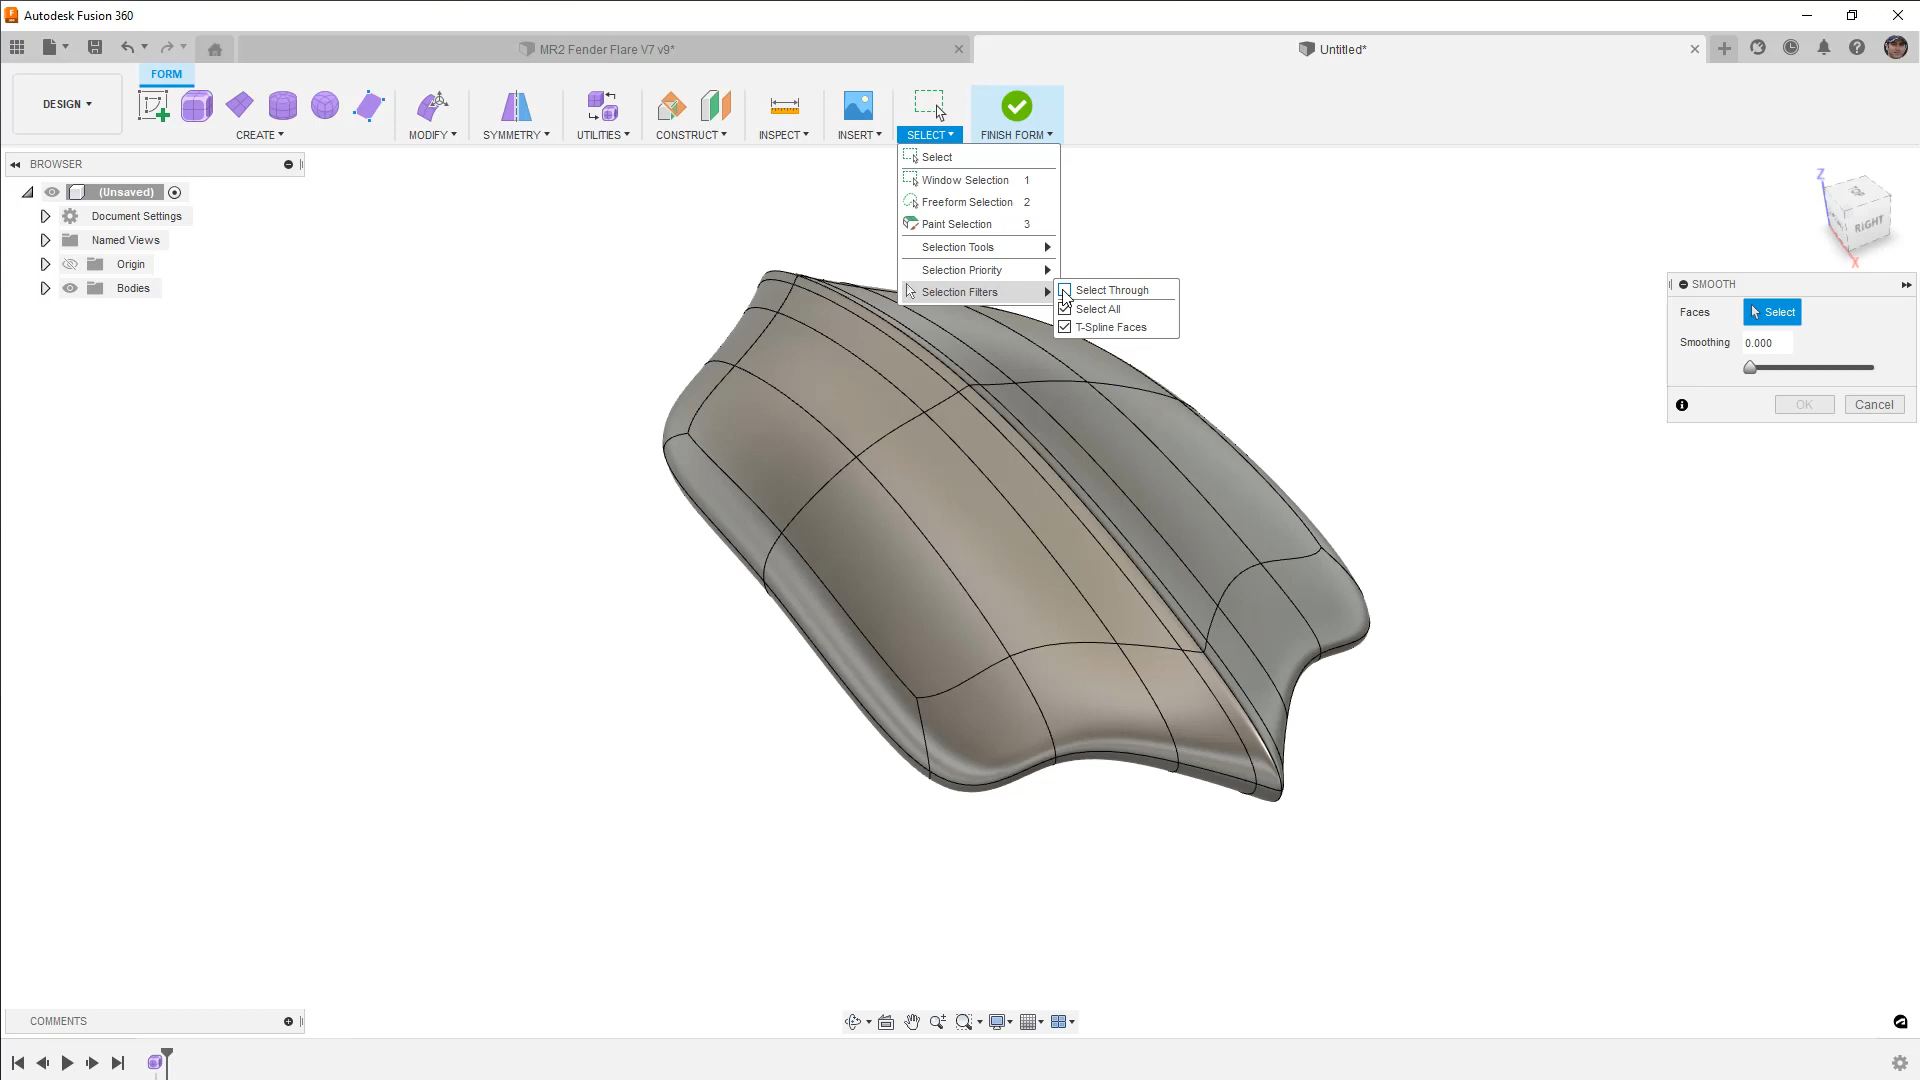 Autodesk Fusion 360
MR2 Fender Flare V7 v9*
Untitled*
FORM
DESIGN
CREATE
MODIFY
SYMMETRY
UTILITIES
CONSTRUCT
INSPECT
INSERT
SELECT
FINISH FORM
BROWSER
(Unsaved)
Document Settings
Named Views
Origin
Bodies
Select
Window Selection 1
Freeform Selection 2
Paint Selection 3
Selection Tools
Selection Priority
Selection Filters
Select Through
Select All
T-Spline Faces
Z
RIGHT
X
SMOOTH
Faces Select
Smoothing 0.000
OK Cancel
COMMENTS